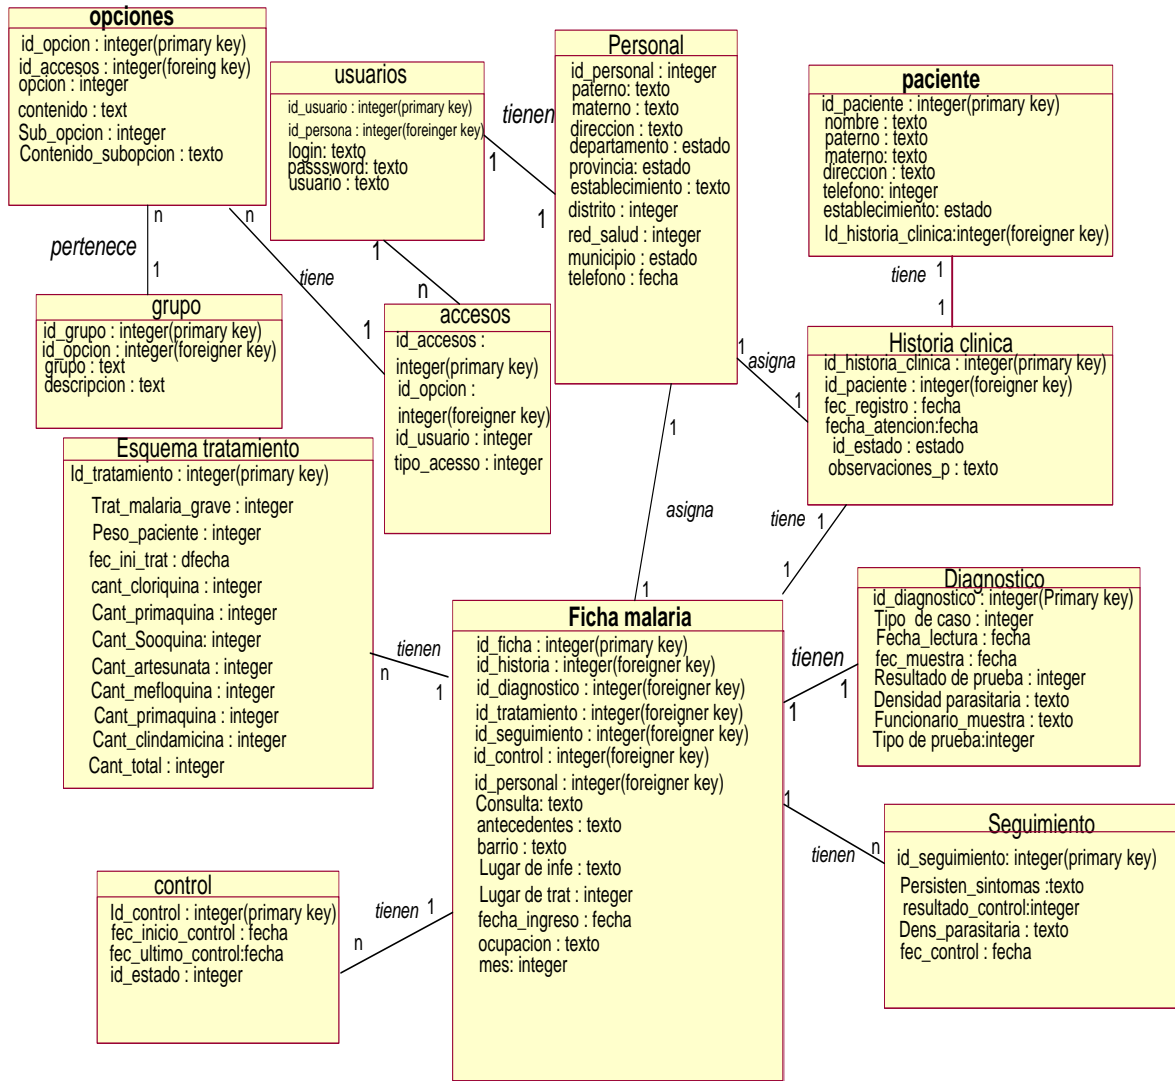 opciones
id_opcion : integer(primary key)
id_accesos : integer(foreing key)
opcion : integer
contenido : text
Sub_opcion : integer
Contenido_subopcion : texto
usuarios
id_usuario : integer(primary key)
id_persona : integer(foreinger key)
login: texto
passsword: texto
usuario : texto
tienen
1
1
Personal
id_personal : integer
paterno: texto
materno : texto
direccion : texto
departamento : estado
provincia: estado
establecimiento : texto
distrito : integer
red_salud : integer
municipio : estado
telefono : fecha
paciente
id_paciente : integer(primary key)
nombre : texto
paterno : texto
materno: texto
direccion : texto
telefono: integer
establecimiento: estado
Id_historia_clinica:integer(foreigner key)
n
pertenece
1
n
tiene
1
1
n
tiene
1
1
grupo
id_grupo : integer(primary key)
id_opcion : integer(foreigner key)
grupo : text
descripcion : text
accesos
id_accesos :
integer(primary key)
id_opcion :
integer(foreigner key)
id_usuario : integer
tipo_acesso : integer
Historia clinica
id_historia_clinica : integer(primary key)
id_paciente : integer(foreigner key)
fec_registro : fecha
fecha_atencion:fecha
id_estado : estado
observaciones_p : texto
1
asigna
1
1
asigna
1
1
tiene
1
Esquema tratamiento
Id_tratamiento : integer(primary key)
Trat_malaria_grave : integer
Peso_paciente : integer
fec_ini_trat : dfecha
cant_cloriquina : integer
Cant_primaquina : integer
Cant_Sooquina: integer
Cant_artesunata : integer
Cant_mefloquina : integer
Cant_primaquina : integer
Cant_clindamicina : integer
Cant_total : integer
tienen
n
1
Ficha malaria
id_ficha : integer(primary key)
id_historia : integer(foreigner key)
id_diagnostico : integer(foreigner key)
id_tratamiento : integer(foreigner key)
id_seguimiento : integer(foreigner key)
id_control : integer(foreigner key)
id_personal : integer(foreigner key)
Consulta: texto
antecedentes : texto
barrio : texto
Lugar de infe : texto
Lugar de trat : integer
fecha_ingreso : fecha
ocupacion : texto
mes: integer
tienen
1
1
Diagnostico
id_diagnostico : integer(Primary key)
Tipo de caso : integer
Fecha_lectura : fecha
fec_muestra : fecha
Resultado de prueba : integer
Densidad parasitaria : texto
Funcionario_muestra : texto
Tipo de prueba:integer
1
tienen
n
Seguimiento
id_seguimiento: integer(primary key)
Persisten_sintomas :texto
resultado_control:integer
Dens_parasitaria : texto
fec_control : fecha
control
Id_control : integer(primary key)
fec_inicio_control : fecha
fec_ultimo_control:fecha
id_estado : integer
tienen
1
n